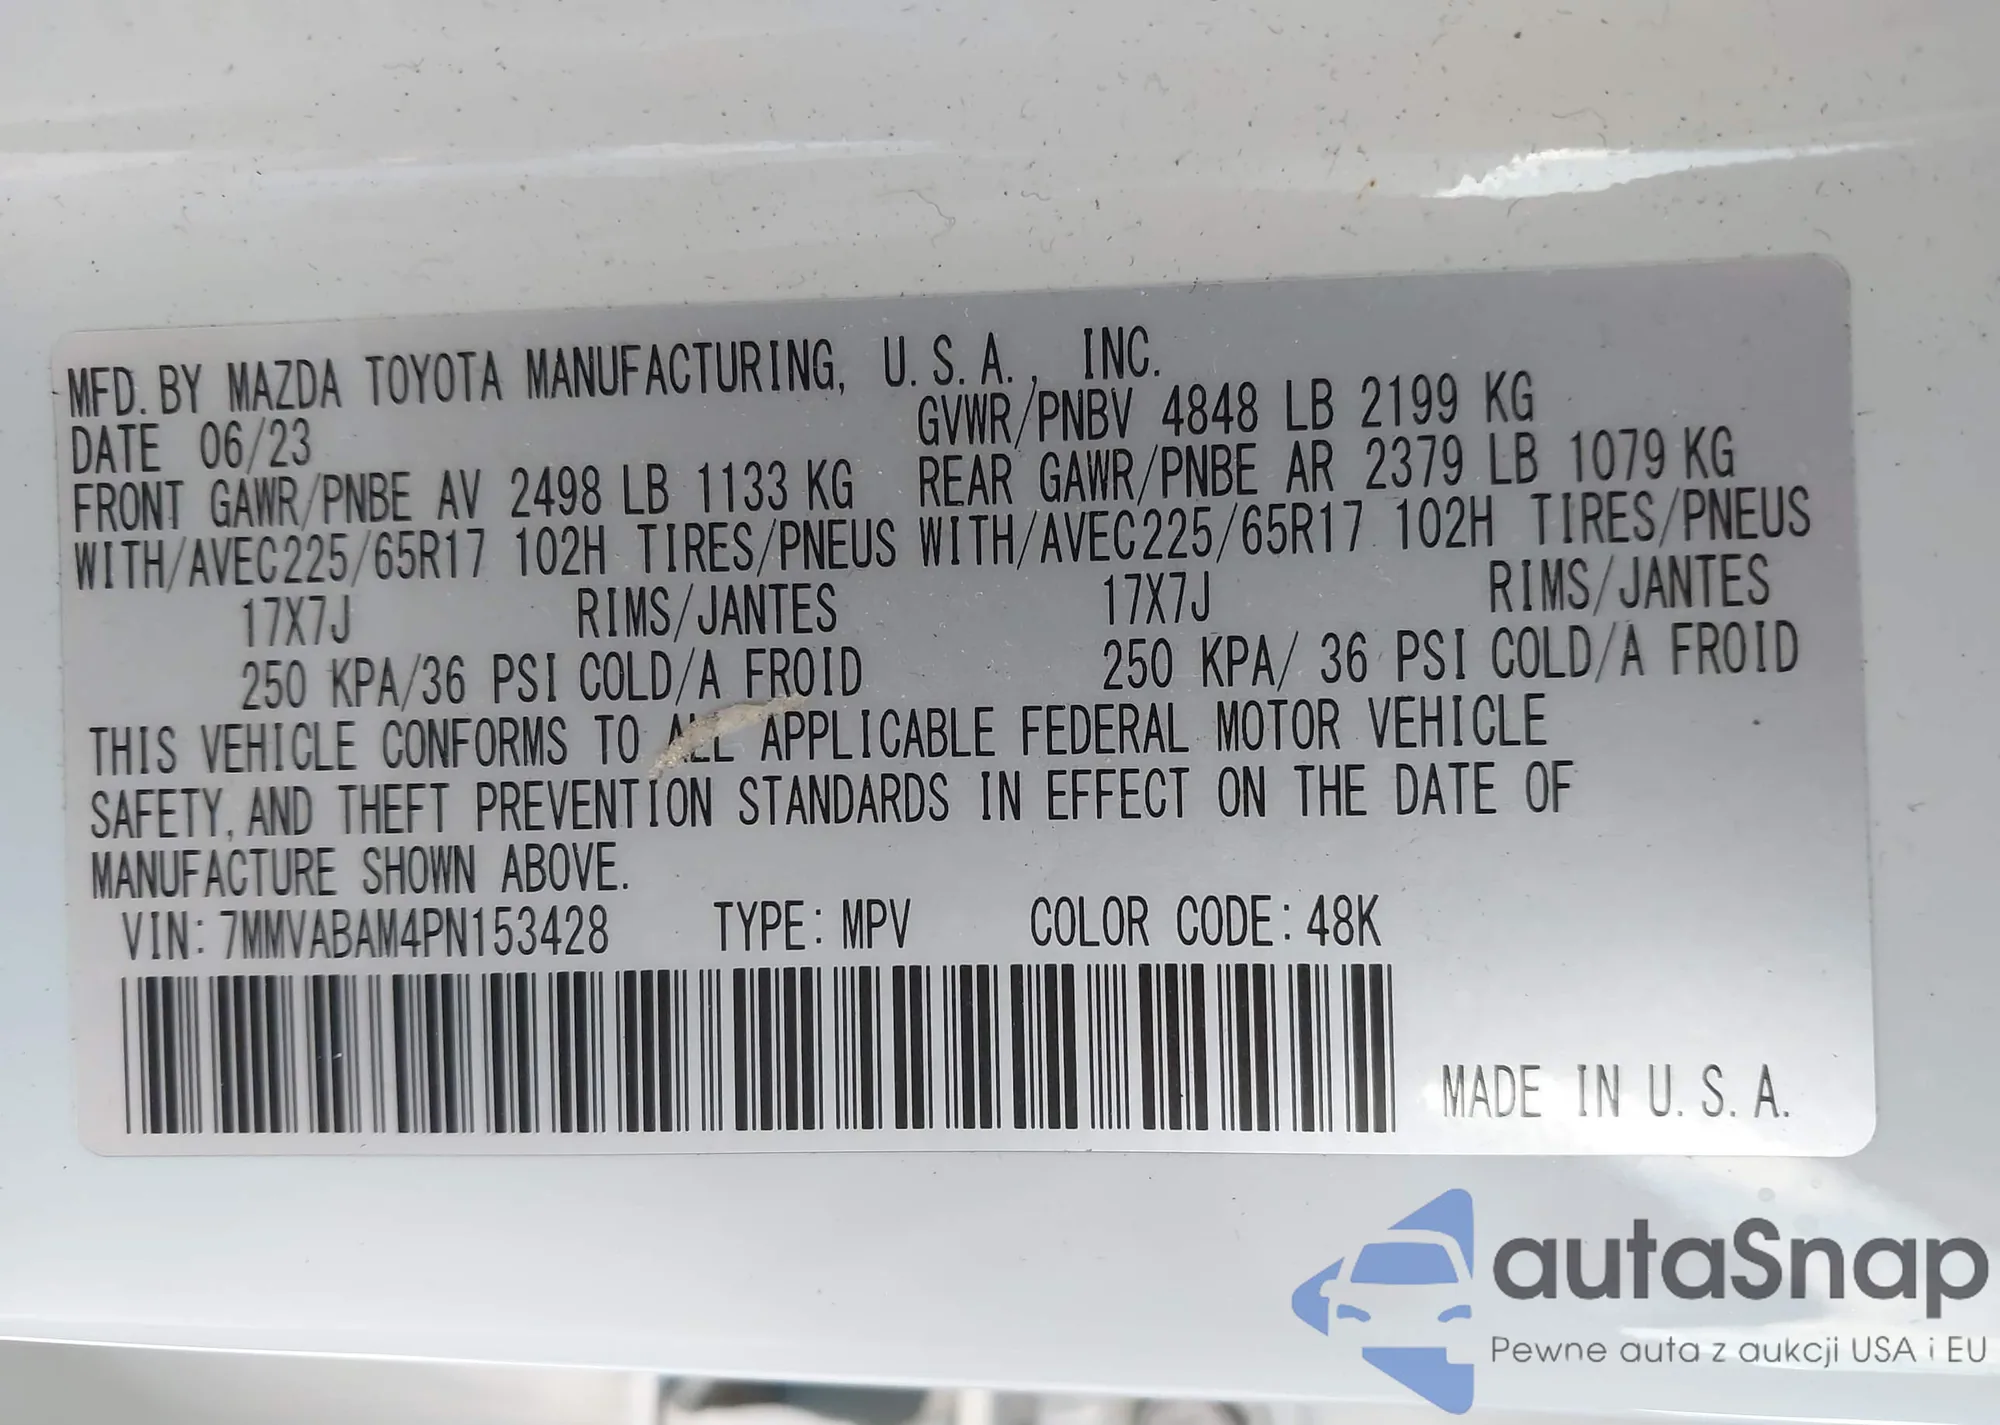 MFD. BY MAZDA TOYOTA MANUFACTURING, U.S.A., INC.
DATE 06/23 GVWR/PNBV 4848 LB 2199 KG
FRONT GAWR/PNBE AV 2498 LB 1133 KG REAR GAWR/PNBE AR 2379 LB 1079 KG
WITH/AVEC225/65R17 102H TIRES/PNEUS WITH/AVEC225/65R17 102H TIRES/PNEUS
17X7J RIMS/JANTES 17X7J RIMS/JANTES
250 KPA/36 PSI COLD/A FROID 250 KPA/ 36 PSI COLD/A FROID
THIS VEHICLE CONFORMS TO ALL APPLICABLE FEDERAL MOTOR VEHICLE
SAFETY, AND THEFT PREVENTION STANDARDS IN EFFECT ON THE DATE OF
MANUFACTURE SHOWN ABOVE.
VIN: 7MMVABAM4PN153428 TYPE: MPV COLOR CODE: 48K
MADE IN U.S.A.
autaSnap
Pewne auta z aukcji USA i EU